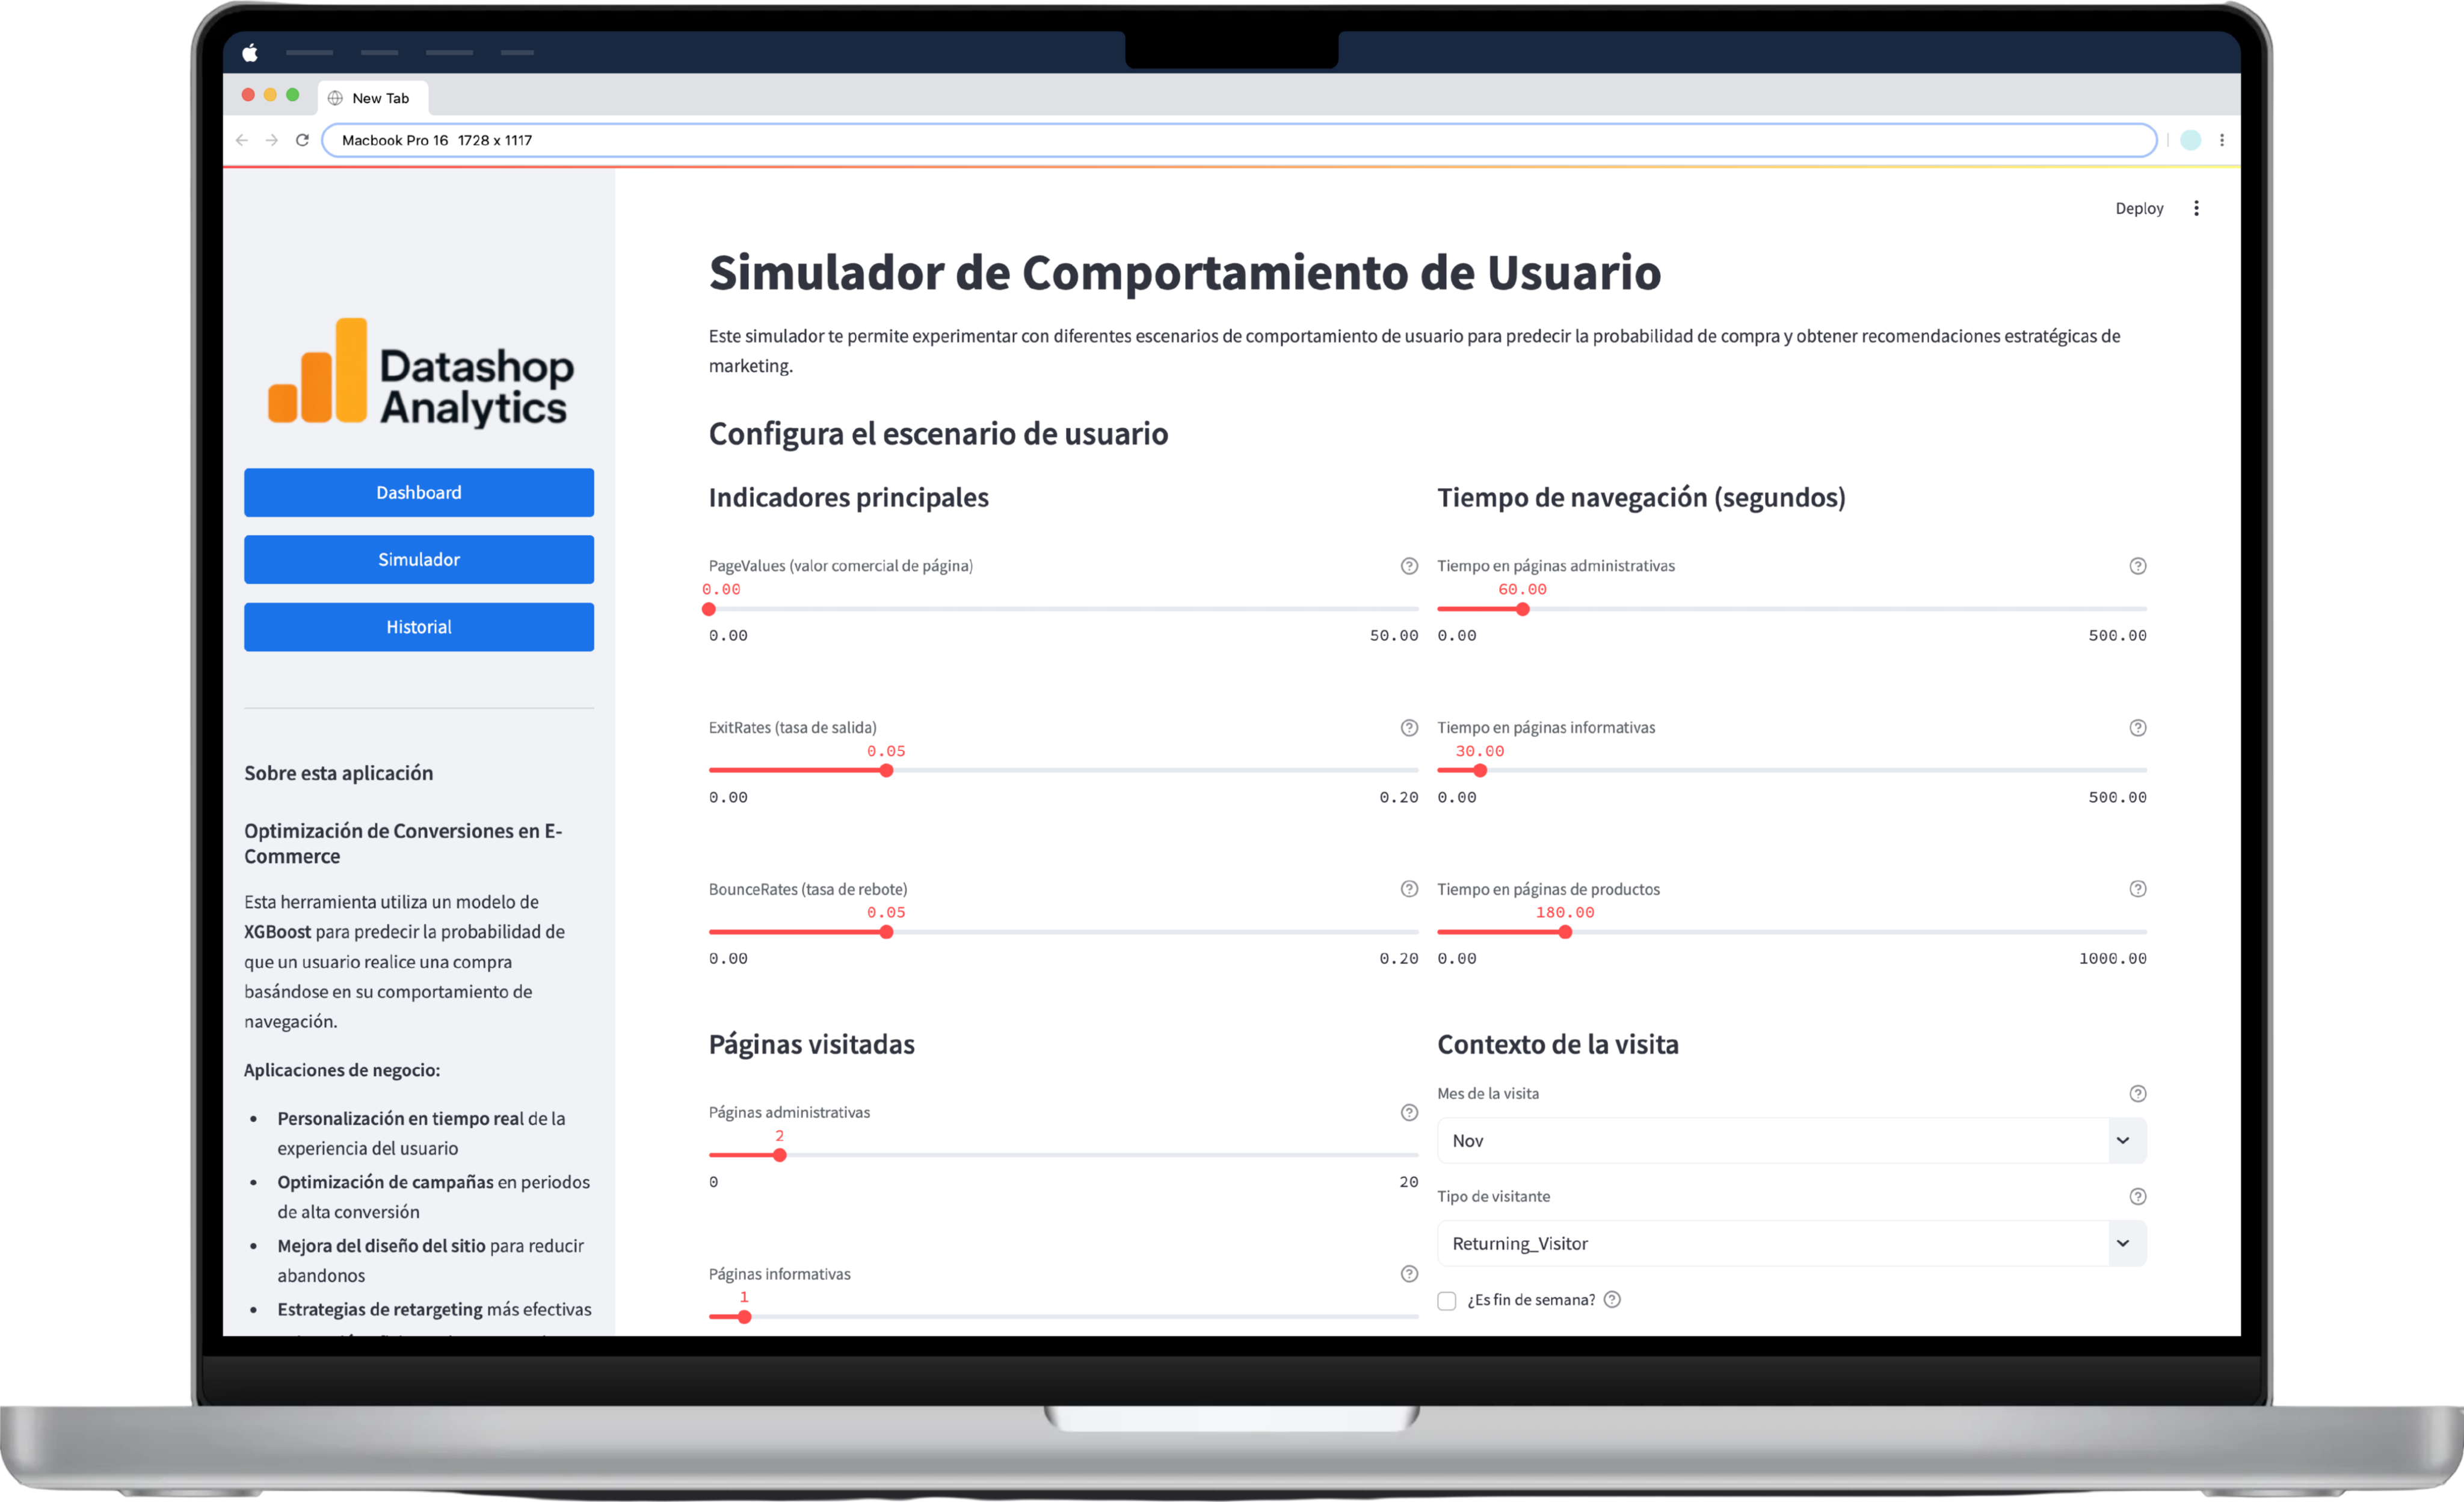 New Tab
Macbook Pro 16 1728 x 1117
Deploy
Datashop
Analytics
Dashboard
Simulador
Historial
Sobre esta aplicación
Optimización de Conversiones en E-
Commerce
Esta herramienta utiliza un modelo de
XGBoost para predecir la probabilidad de
que un usuario realice una compra
basándose en su comportamiento de
navegación.
Aplicaciones de negocio:
• Personalización en tiempo real de la
experiencia del usuario
• Optimización de campañas en periodos
de alta conversión
• Mejora del diseño del sitio para reducir
abandonos
• Estrategias de retargeting más efectivas
Simulador de Comportamiento de Usuario
Este simulador te permite experimentar con diferentes escenarios de comportamiento de usuario para predecir la probabilidad de compra y obtener recomendaciones estratégicas de
marketing.
Configura el escenario de usuario
Indicadores principales
PageValues (valor comercial de página)
0.00
0.00 50.00
ExitRates (tasa de salida)
0.05
0.00 0.20
BounceRates (tasa de rebote)
0.05
0.00 0.20
Páginas visitadas
Páginas administrativas
2
0 20
Páginas informativas
1
Tiempo de navegación (segundos)
Tiempo en páginas administrativas
60.00
0.00 500.00
Tiempo en páginas informativas
30.00
0.00 500.00
Tiempo en páginas de productos
180.00
0.00 1000.00
Contexto de la visita
Mes de la visita
Nov
Tipo de visitante
Returning_Visitor
¿Es fin de semana?